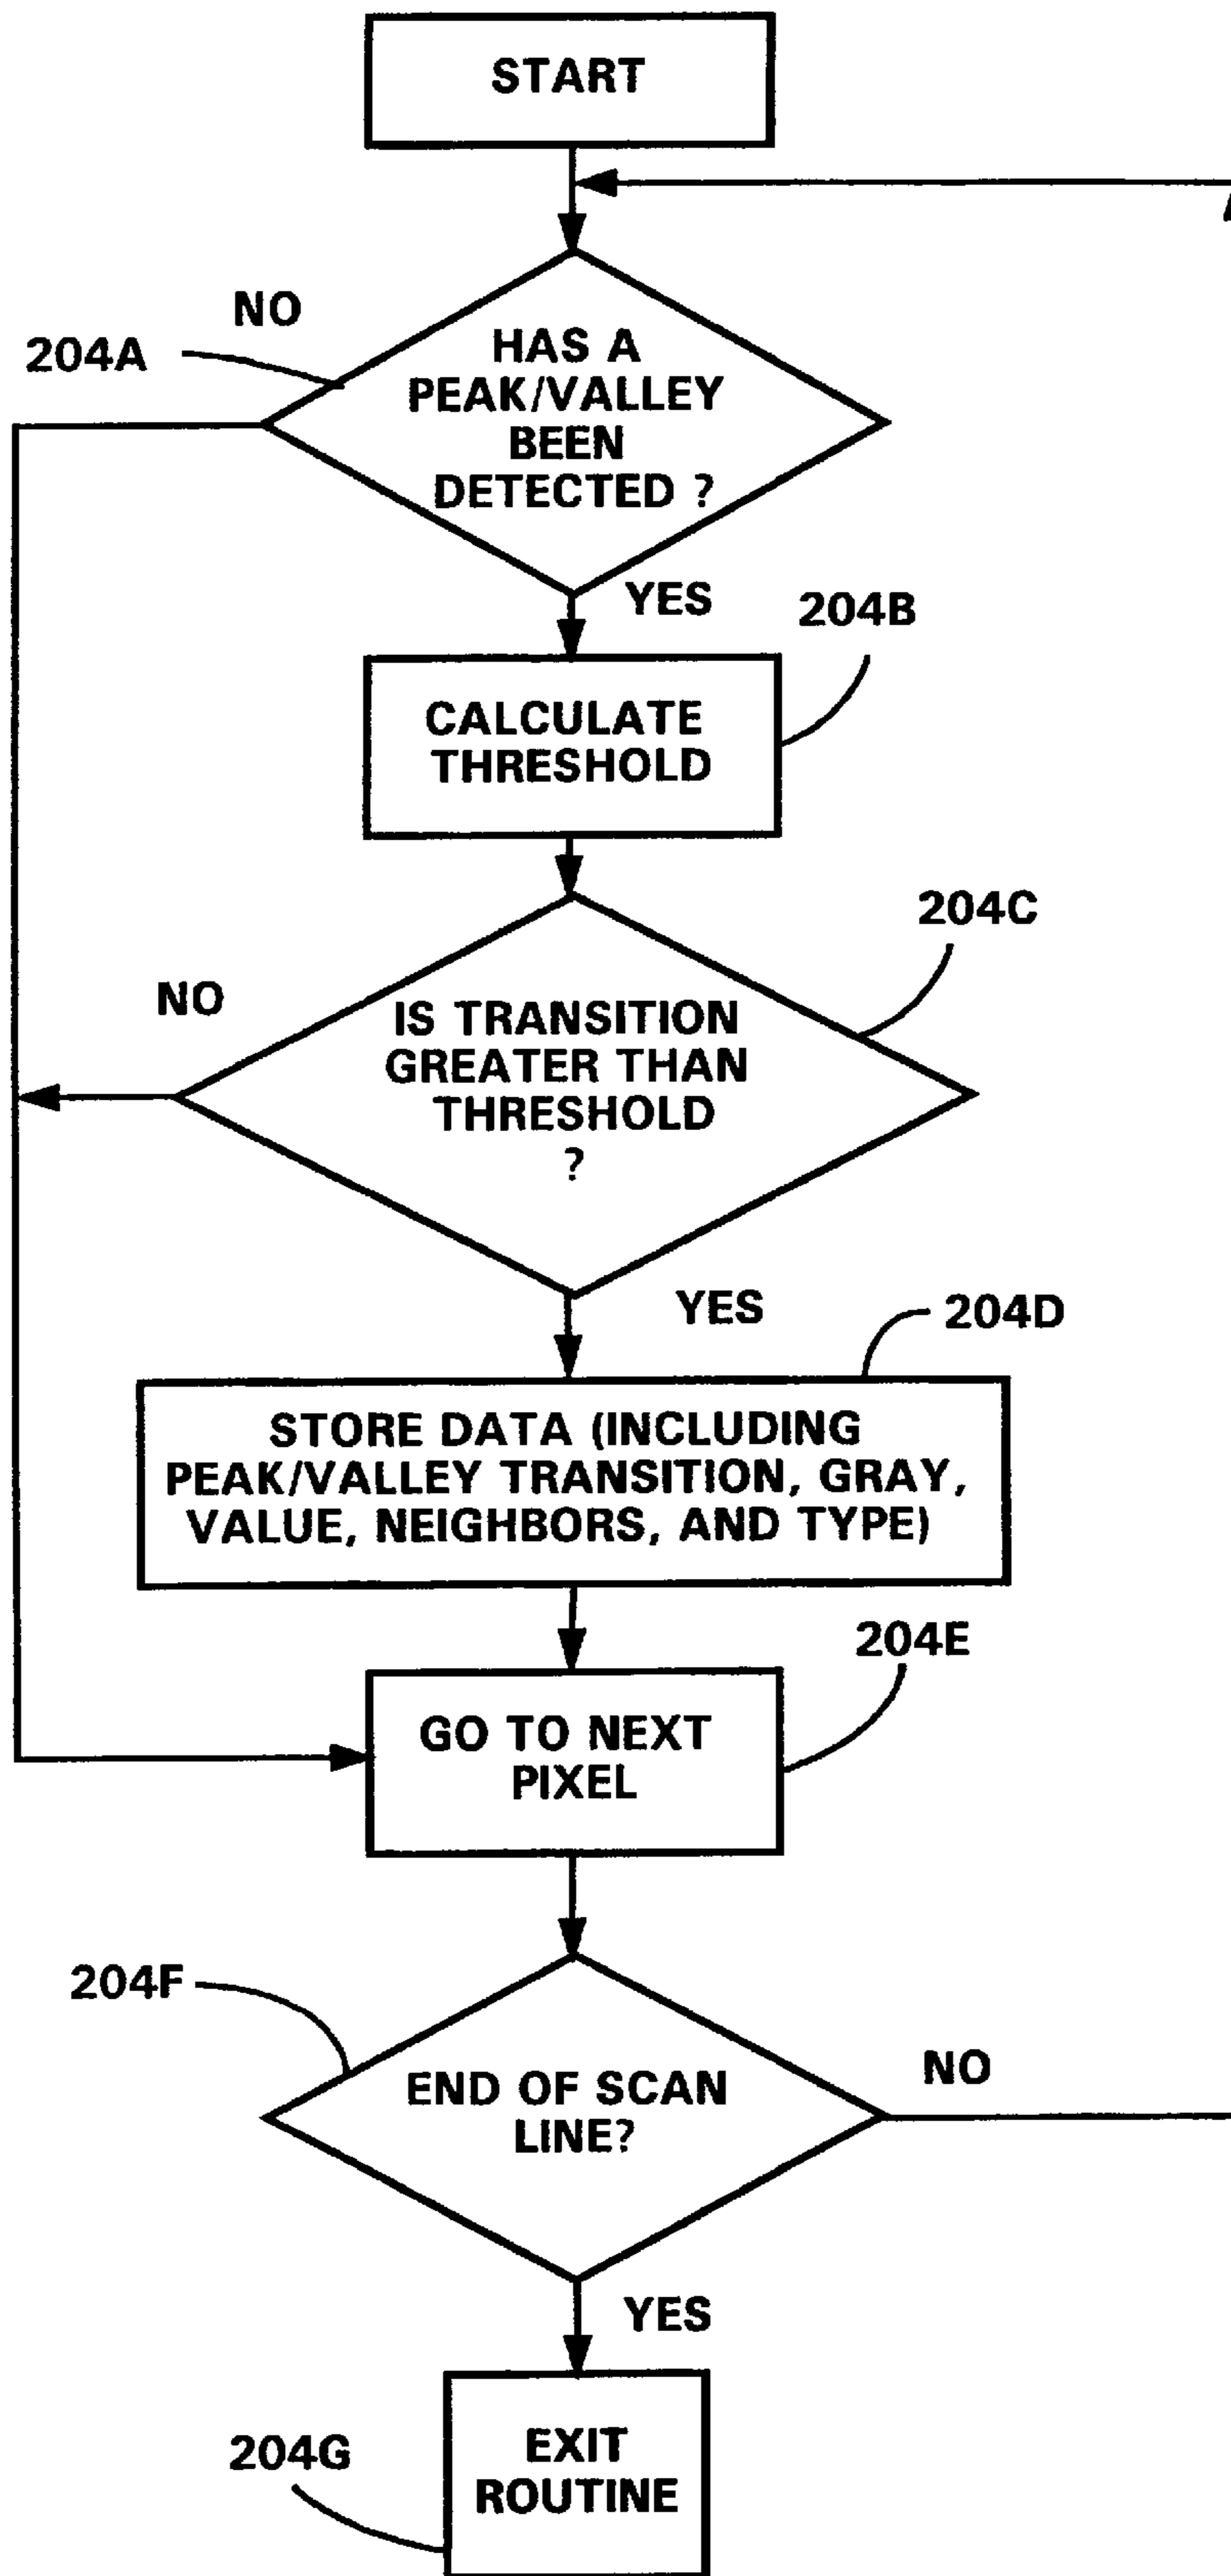 START
NO
204A
HAS A
PEAK/VALLEY
BEEN
DETECTED ?
YES
204B
CALCULATE
THRESHOLD
204C
NO
IS TRANSITION
GREATER THAN
THRESHOLD
?
YES
204D
STORE DATA (INCLUDING
PEAK/VALLEY TRANSITION, GRAY,
VALUE, NEIGHBORS, AND TYPE)
204E
GO TO NEXT
PIXEL
204F
END OF SCAN
LINE?
NO
YES
204G
EXIT
ROUTINE